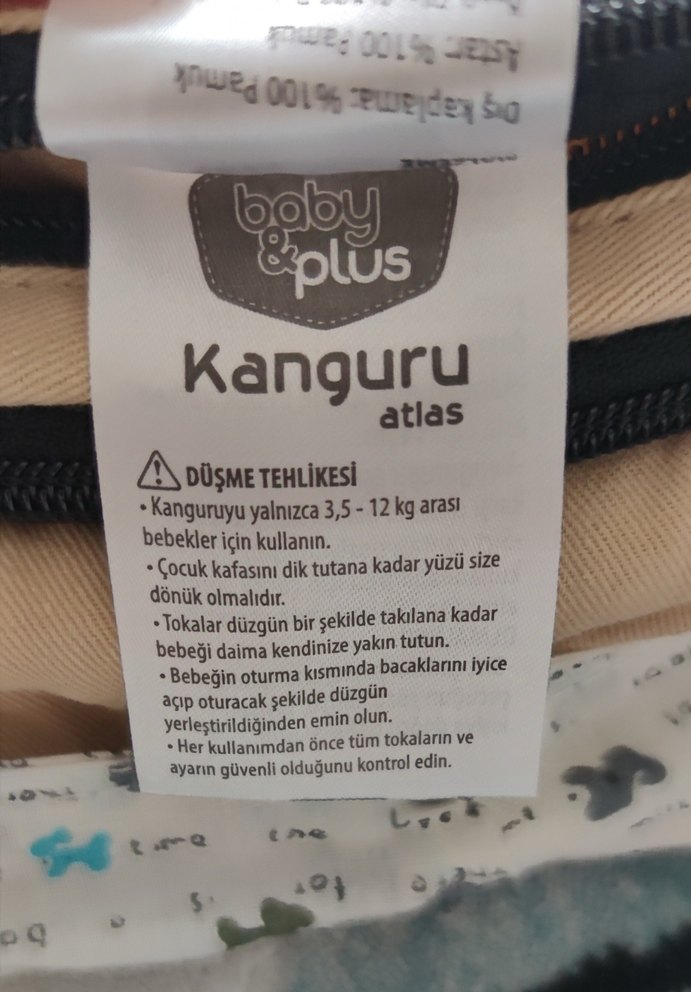 Astar: %100 Pamuk
Dış kaplama: %100 Pamuk
baby
&plus
Kanguru
atlas
DÜŞME TEHLİKESİ
• Kanguruyu yalnızca 3,5 - 12 kg arası
bebekler için kullanın.
• Çocuk kafasını dik tutana kadar yüzü size
dönük olmalıdır.
• Tokalar düzgün bir şekilde takılana kadar
bebeği daima kendinize yakın tutun.
• Bebeğin oturma kısmında bacaklarını iyice
açıp oturacak şekilde düzgün
yerleştirildiğinden emin olun.
• Her kullanımdan önce tüm tokaların ve
ayarın güvenli olduğunu kontrol edin.